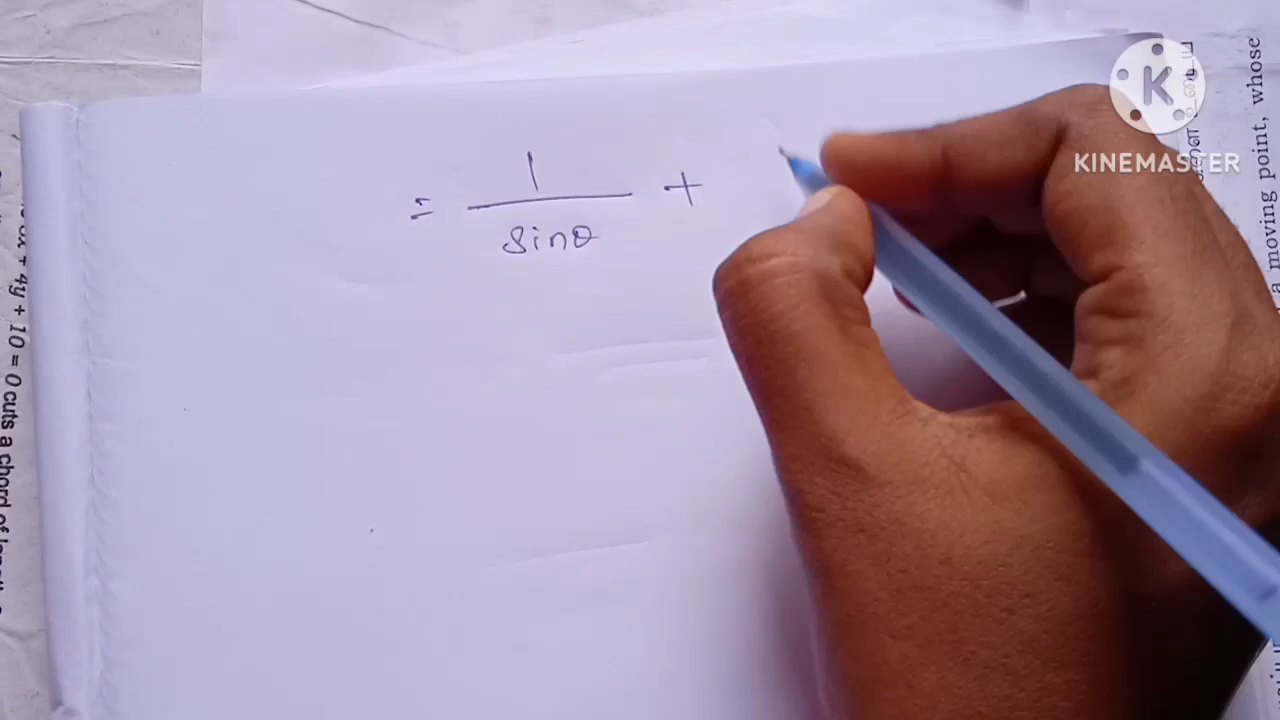 = 1/sinθ +
KINEMASTER
a moving point, whose
x + 4y + 10 = 0 cuts a chord of